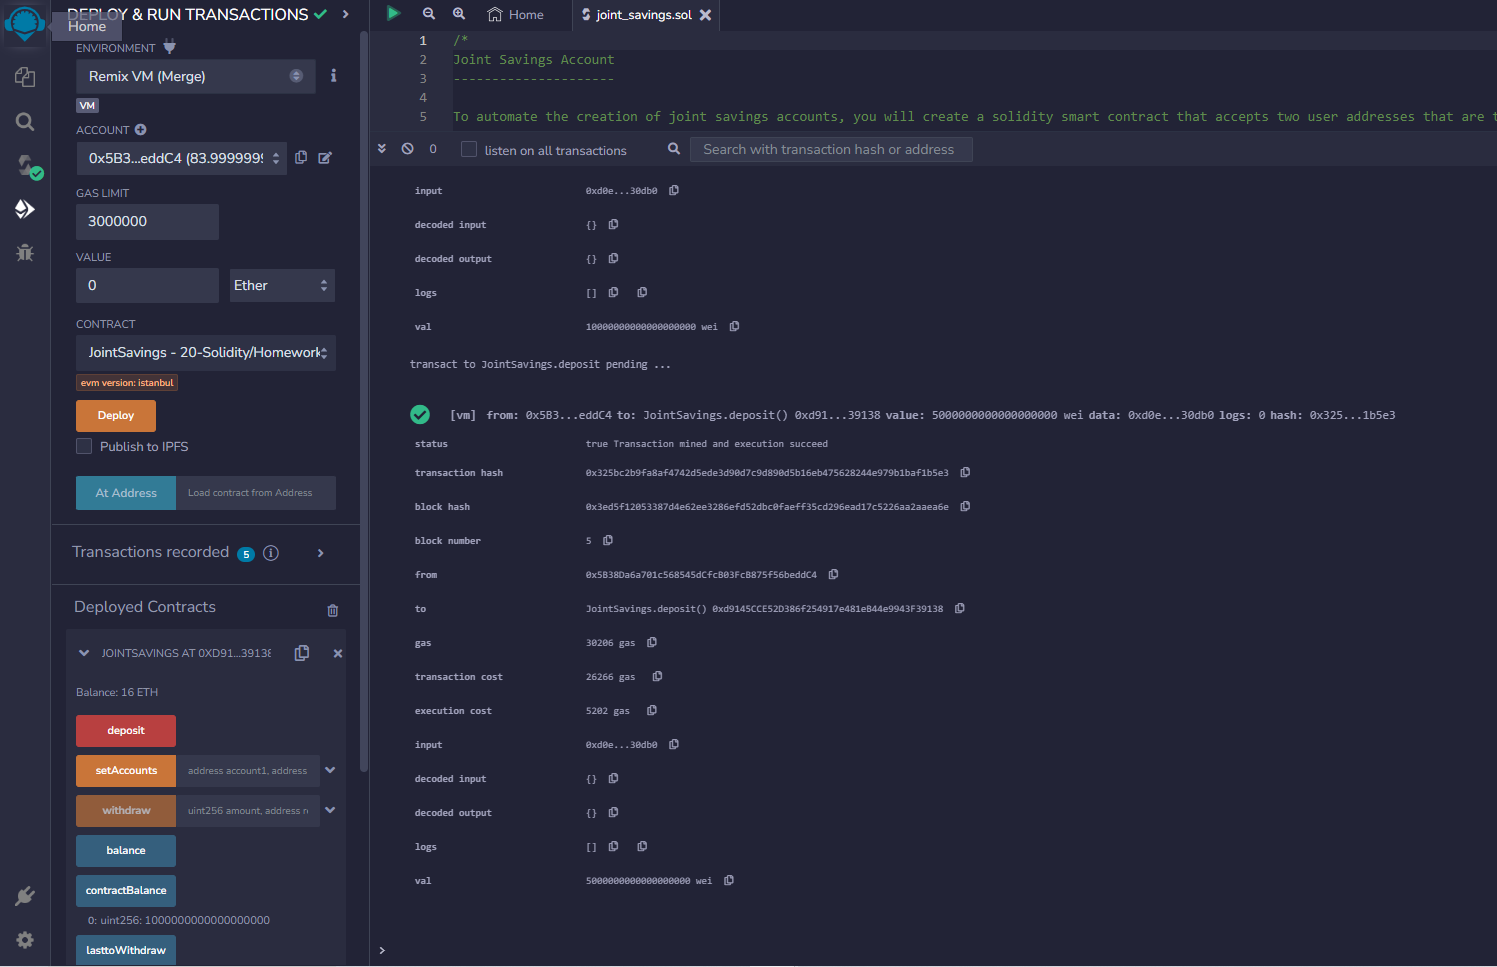 DEPLOY & RUN TRANSACTIONS
Home
ENVIRONMENT
Remix VM (Merge)
VM
ACCOUNT
0x5B3...eddC4 (83.9999999
GAS LIMIT
3000000
VALUE
0
Ether
CONTRACT
JointSavings - 20-Solidity/Homework
evm version: istanbul
Deploy
Publish to IPFS
At Address
Load contract from Address
Transactions recorded 5
Deployed Contracts
JOINTSAVINGS AT 0XD91...39138
Balance: 16 ETH
deposit
setAccounts
address account1, address
withdraw
uint256 amount, address r
balance
contractBalance
0: uint256: 1000000000000000000
lasttoWithdraw
Home
joint_savings.sol
1 /*
2 Joint Savings Account
3 ---------------------
4
5 To automate the creation of joint savings accounts, you will create a solidity smart contract that accepts two user addresses that are t
0
listen on all transactions
Search with transaction hash or address
input 0xd0e...30db0
decoded input {}
decoded output {}
logs []
val 10000000000000000000 wei
transact to JointSavings.deposit pending ...
[vm] from: 0x5B3...eddC4 to: JointSavings.deposit() 0xd91...39138 value: 5000000000000000000 wei data: 0xd0e...30db0 logs: 0 hash: 0x325...1b5e3
status true Transaction mined and execution succeed
transaction hash 0x325bc2b9fa8af4742d5ede3d90d7c9d890d5b16eb475628244e979b1baf1b5e3
block hash 0x3ed5f12053387d4e62ee3286efd52dbc0faeff35cd296ead17c5226aa2aaea6e
block number 5
from 0x5B38Da6a701c568545dCfcB03FcB875f56beddC4
to JointSavings.deposit() 0xd9145CCE52D386f254917e481eB44e9943F39138
gas 30206 gas
transaction cost 26266 gas
execution cost 5202 gas
input 0xd0e...30db0
decoded input {}
decoded output {}
logs []
val 5000000000000000000 wei
>